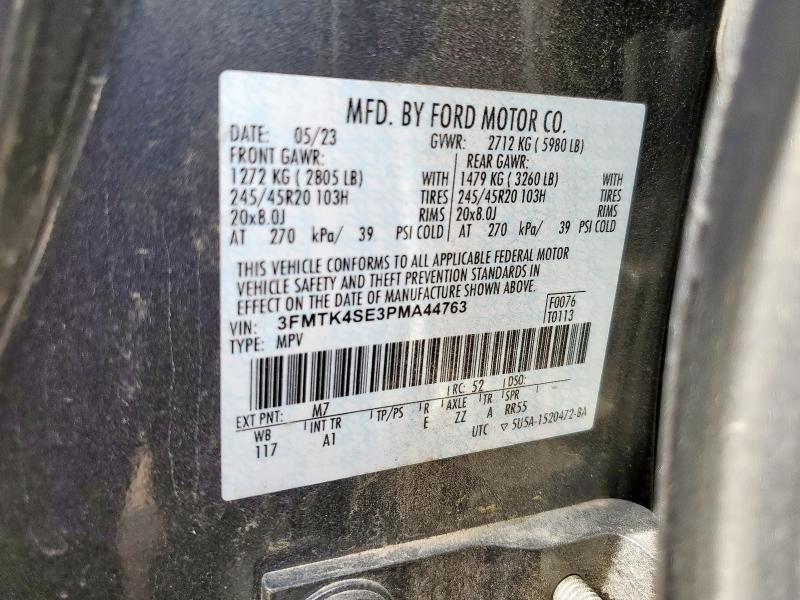 MFD. BY FORD MOTOR CO.
DATE: 05/23 GVWR: 2712 KG ( 5980 LB)
FRONT GAWR: REAR GAWR:
1272 KG ( 2805 LB) WITH 1479 KG ( 3260 LB) WITH
245/45R20 103H TIRES 245/45R20 103H TIRES
20x8.0J RIMS 20x8.0J RIMS
AT 270 kPa/ 39 PSI COLD AT 270 kPa/ 39 PSI COLD
THIS VEHICLE CONFORMS TO ALL APPLICABLE FEDERAL MOTOR
VEHICLE SAFETY AND THEFT PREVENTION STANDARDS IN
EFFECT ON THE DATE OF MANUFACTURE SHOWN ABOVE.
VIN: 3FMTK4SE3PMA44763 F0076
TYPE: MPV T0113
EXT PNT: M7 RC: 52 DSO:
WB INT TR TP/PS R AXLE TR SPR
117 A1 E ZZ A RR55
UTC ▽ 5U5A-1520472-BA